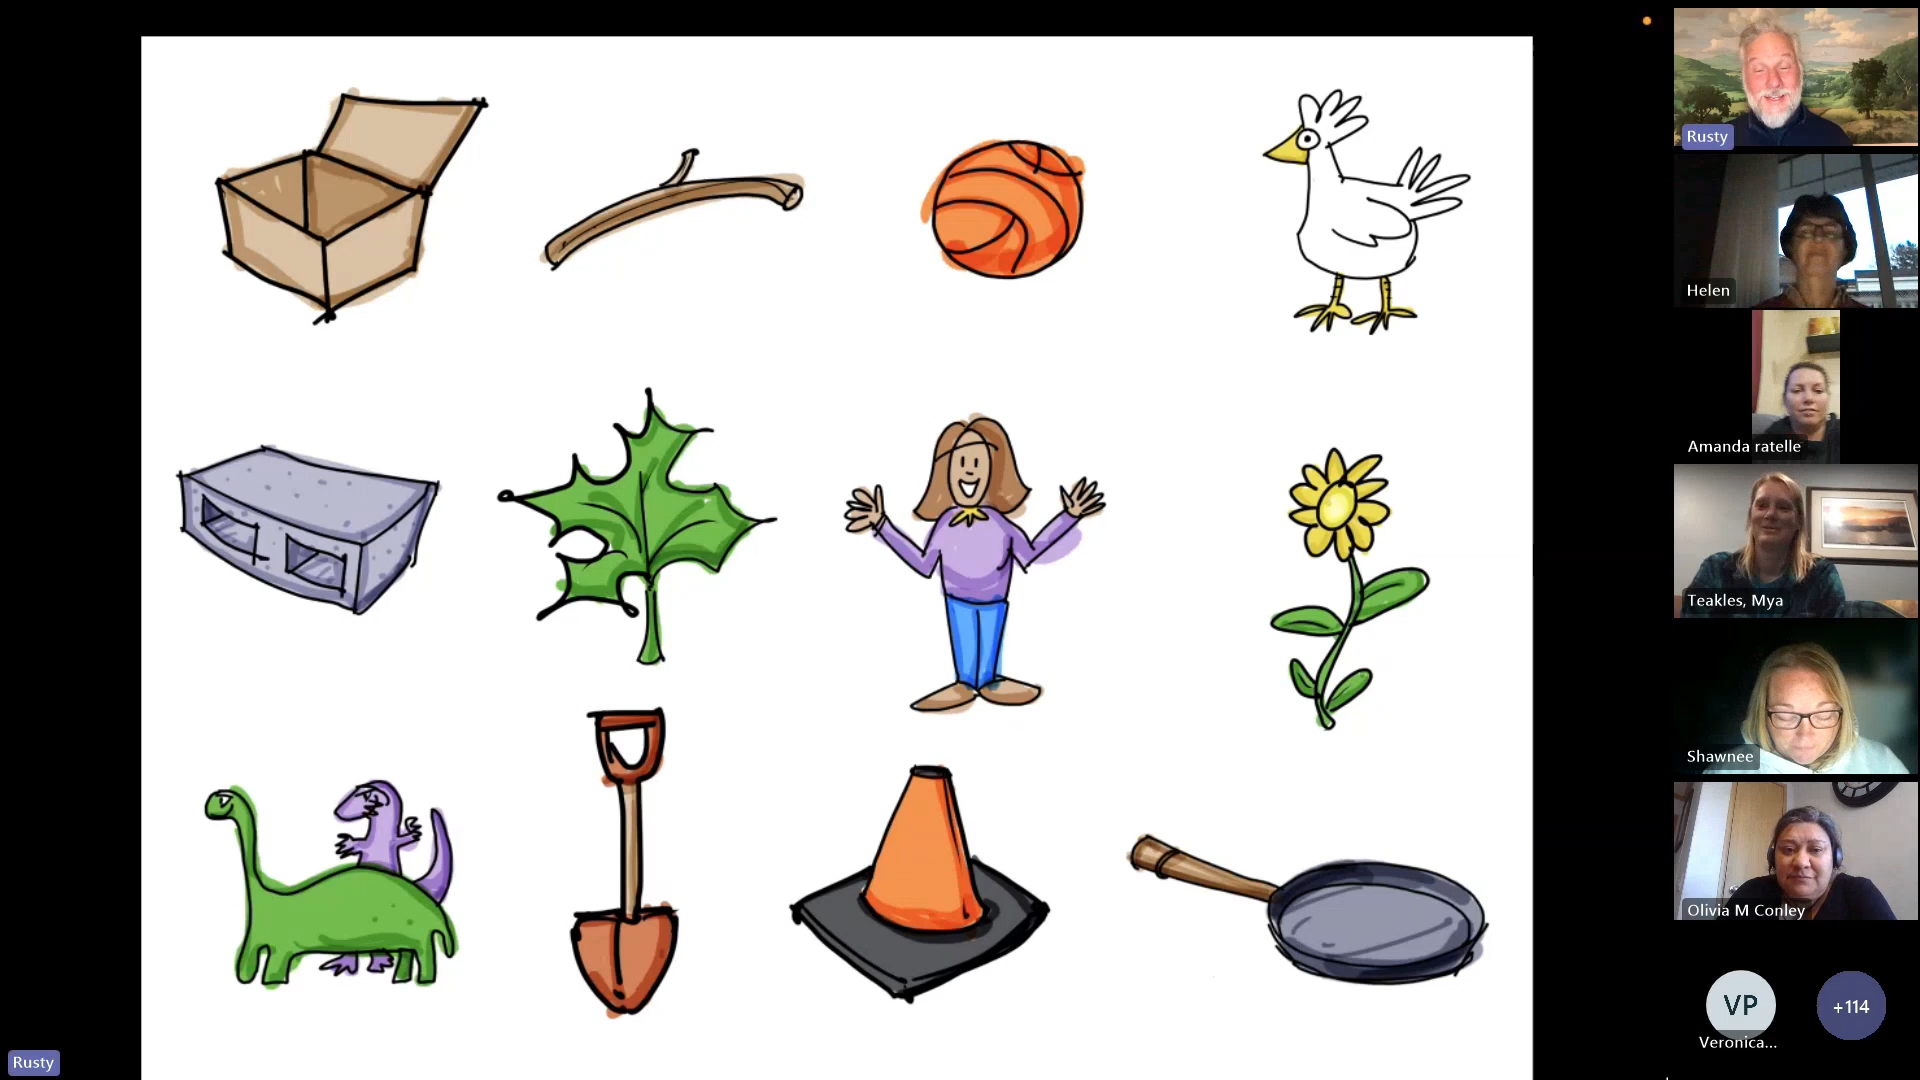 Rusty
Helen
Amanda ratelle
Teakles, Mya
Shawnee
Olivia M Conley
VP
+114
Veronica...
Rusty